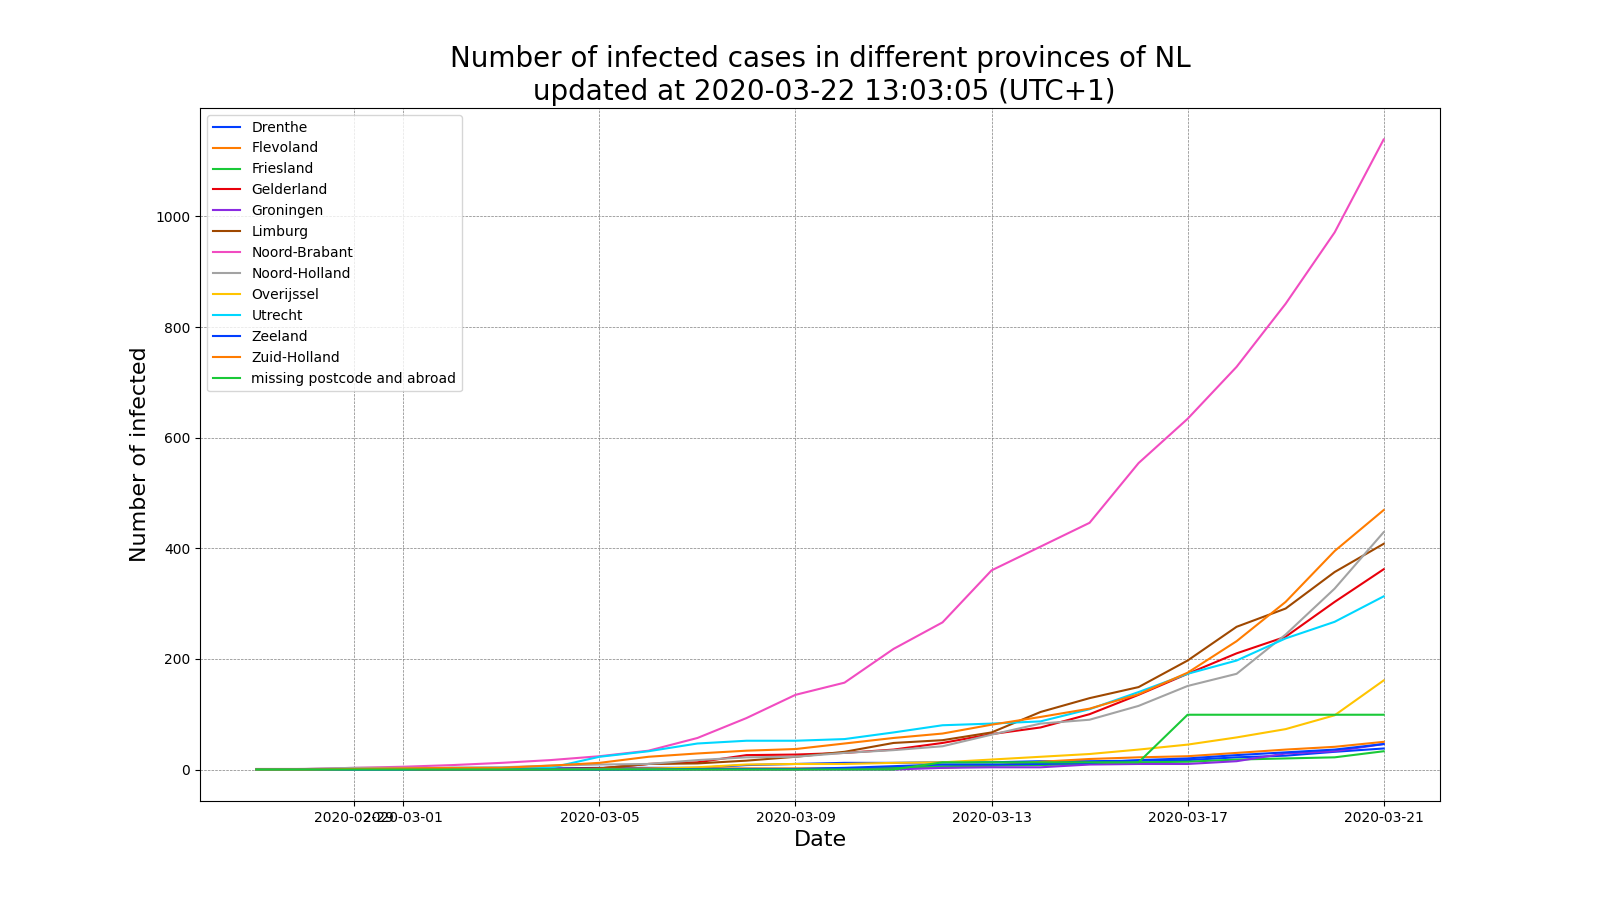 Number of infected cases in different provinces of NL
updated at 2020-03-22 13:03:05 (UTC+1)
Drenthe
Flevoland
Friesland
Gelderland
Groningen
Limburg
Noord-Brabant
Noord-Holland
Overijssel
Utrecht
Zeeland
Zuid-Holland
missing postcode and abroad
1000
800
600
400
200
0
Number of infected
2020-02-29 2020-03-01 2020-03-05 2020-03-09 2020-03-13 2020-03-17 2020-03-21
Date